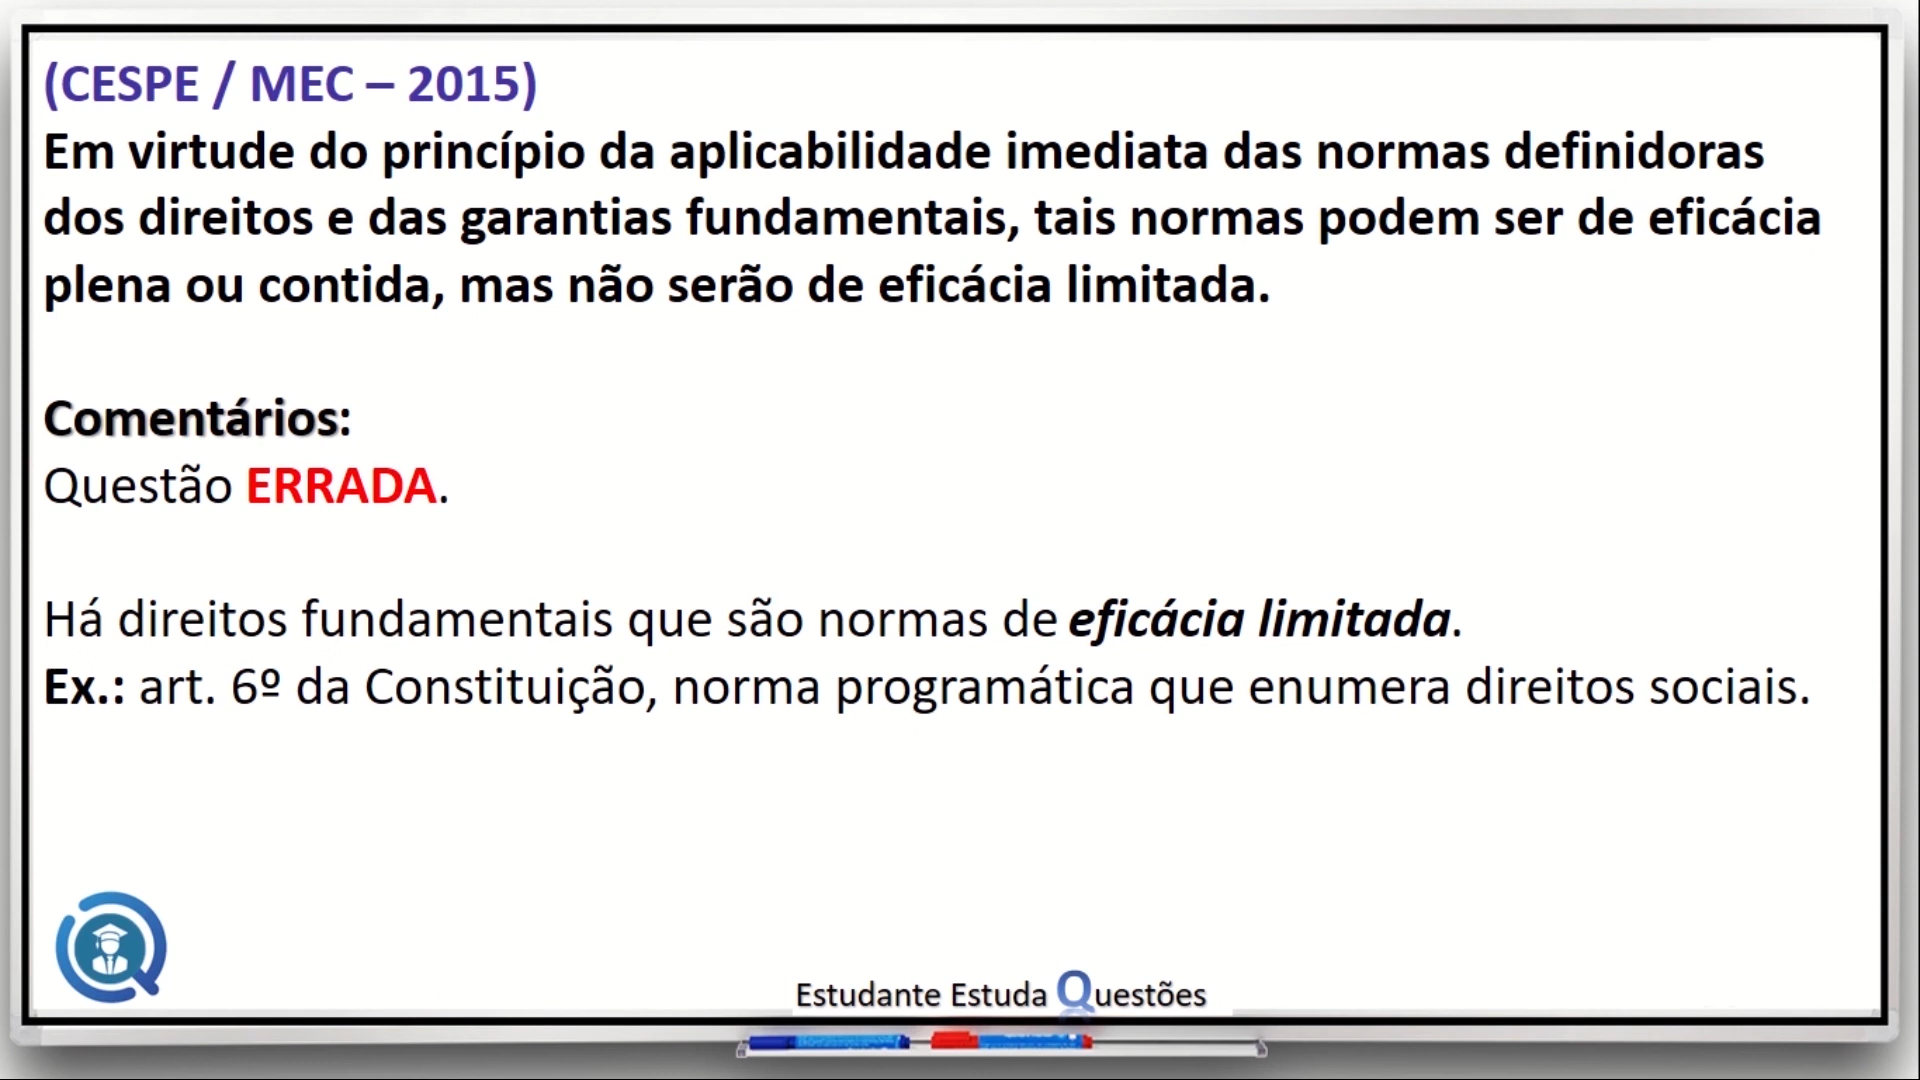 (CESPE / MEC – 2015)
Em virtude do princípio da aplicabilidade imediata das normas definidoras
dos direitos e das garantias fundamentais, tais normas podem ser de eficácia
plena ou contida, mas não serão de eficácia limitada.
Comentários:
Questão ERRADA.
Há direitos fundamentais que são normas de eficácia limitada.
Ex.: art. 6º da Constituição, norma programática que enumera direitos sociais.
Estudante Estuda Questões